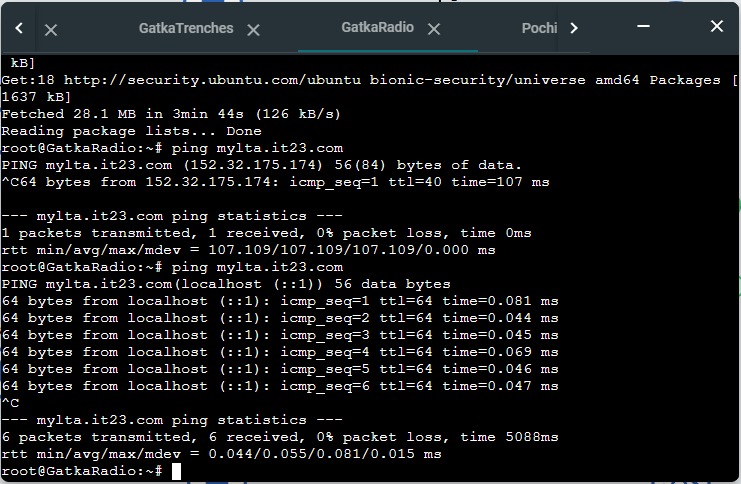 GatkaTrenches
GatkaRadio
Pochi
 kB]
Get:18 http://security.ubuntu.com/ubuntu bionic-security/universe amd64 Packages [
1637 kB]
Fetched 28.1 MB in 3min 44s (126 kB/s)
Reading package lists... Done
root@GatkaRadio:~# ping mylta.it23.com
PING mylta.it23.com (152.32.175.174) 56(84) bytes of data.
^C64 bytes from 152.32.175.174: icmp_seq=1 ttl=40 time=107 ms

--- mylta.it23.com ping statistics ---
1 packets transmitted, 1 received, 0% packet loss, time 0ms
rtt min/avg/max/mdev = 107.109/107.109/107.109/0.000 ms
root@GatkaRadio:~# ping mylta.it23.com
PING mylta.it23.com(localhost (::1)) 56 data bytes
64 bytes from localhost (::1): icmp_seq=1 ttl=64 time=0.081 ms
64 bytes from localhost (::1): icmp_seq=2 ttl=64 time=0.044 ms
64 bytes from localhost (::1): icmp_seq=3 ttl=64 time=0.045 ms
64 bytes from localhost (::1): icmp_seq=4 ttl=64 time=0.069 ms
64 bytes from localhost (::1): icmp_seq=5 ttl=64 time=0.046 ms
64 bytes from localhost (::1): icmp_seq=6 ttl=64 time=0.047 ms
^C
--- mylta.it23.com ping statistics ---
6 packets transmitted, 6 received, 0% packet loss, time 5088ms
rtt min/avg/max/mdev = 0.044/0.055/0.081/0.015 ms
root@GatkaRadio:~#